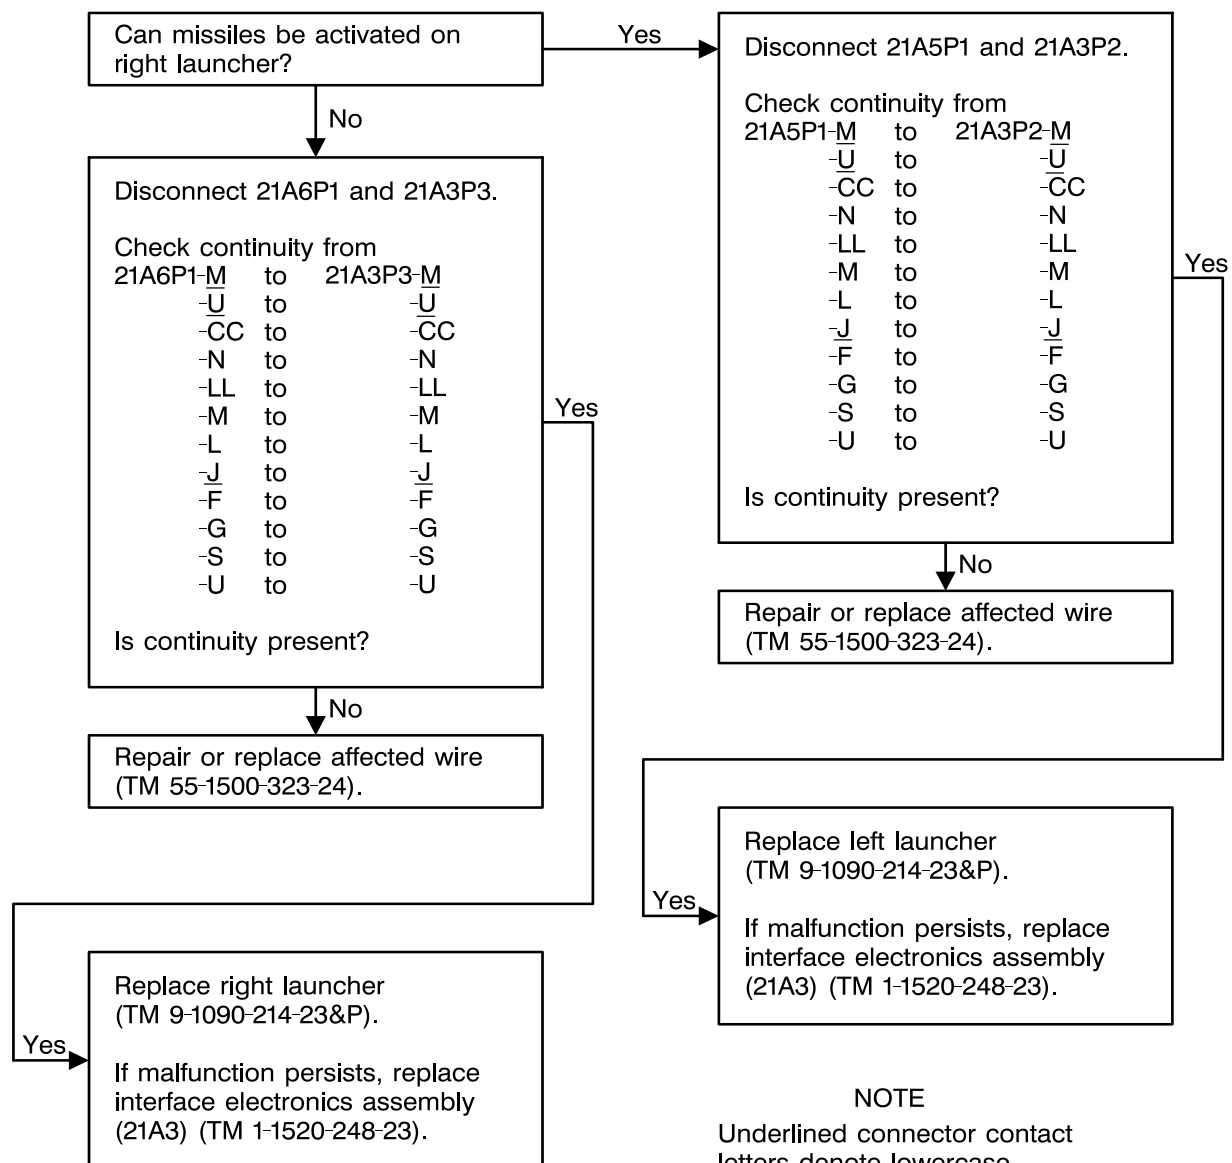 Can missiles be activated on
right launcher?
Yes
No
Disconnect 21A6P1 and 21A3P3.
Check continuity from
21A6P1-M to 21A3P3-M
-U to -U
-CC to -CC
-N to -N
-LL to -LL
-M to -M
-L to -L
-J to -J
-F to -F
-G to -G
-S to -S
-U to -U
Is continuity present?
Yes
No
Repair or replace affected wire
(TM 55-1500-323-24).
Yes
Replace right launcher
(TM 9-1090-214-23&P).
If malfunction persists, replace
interface electronics assembly
(21A3) (TM 1-1520-248-23).
Disconnect 21A5P1 and 21A3P2.
Check continuity from
21A5P1-M to 21A3P2-M
-U to -U
-CC to -CC
-N to -N
-LL to -LL
-M to -M
-L to -L
-J to -J
-F to -F
-G to -G
-S to -S
-U to -U
Is continuity present?
Yes
No
Repair or replace affected wire
(TM 55-1500-323-24).
Yes
Replace left launcher
(TM 9-1090-214-23&P).
If malfunction persists, replace
interface electronics assembly
(21A3) (TM 1-1520-248-23).
NOTE
Underlined connector contact
letters denote lowercase